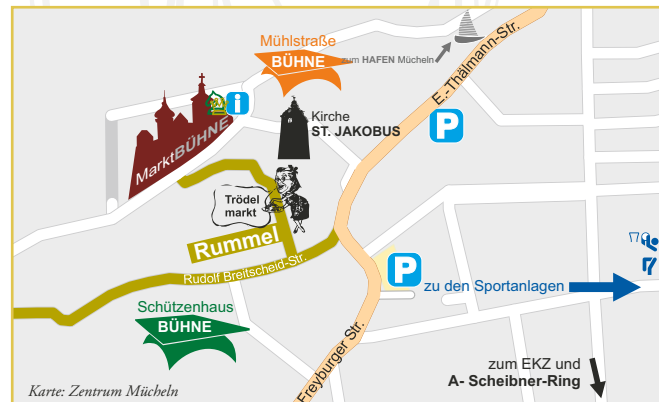 Mühlstraße
BÜHNE
zum HAFEN Mücheln
E.-Thälmann-Str.
i
Kirche
ST. JAKOBUS
P
MarktBÜHNE
Trödel
markt
Rummel
Rudolf Breitscheid-Str.
P
zu den Sportanlagen
Schützenhaus
BÜHNE
Freyburger Str.
zum EKZ und
A- Scheibner-Ring
Karte: Zentrum Mücheln